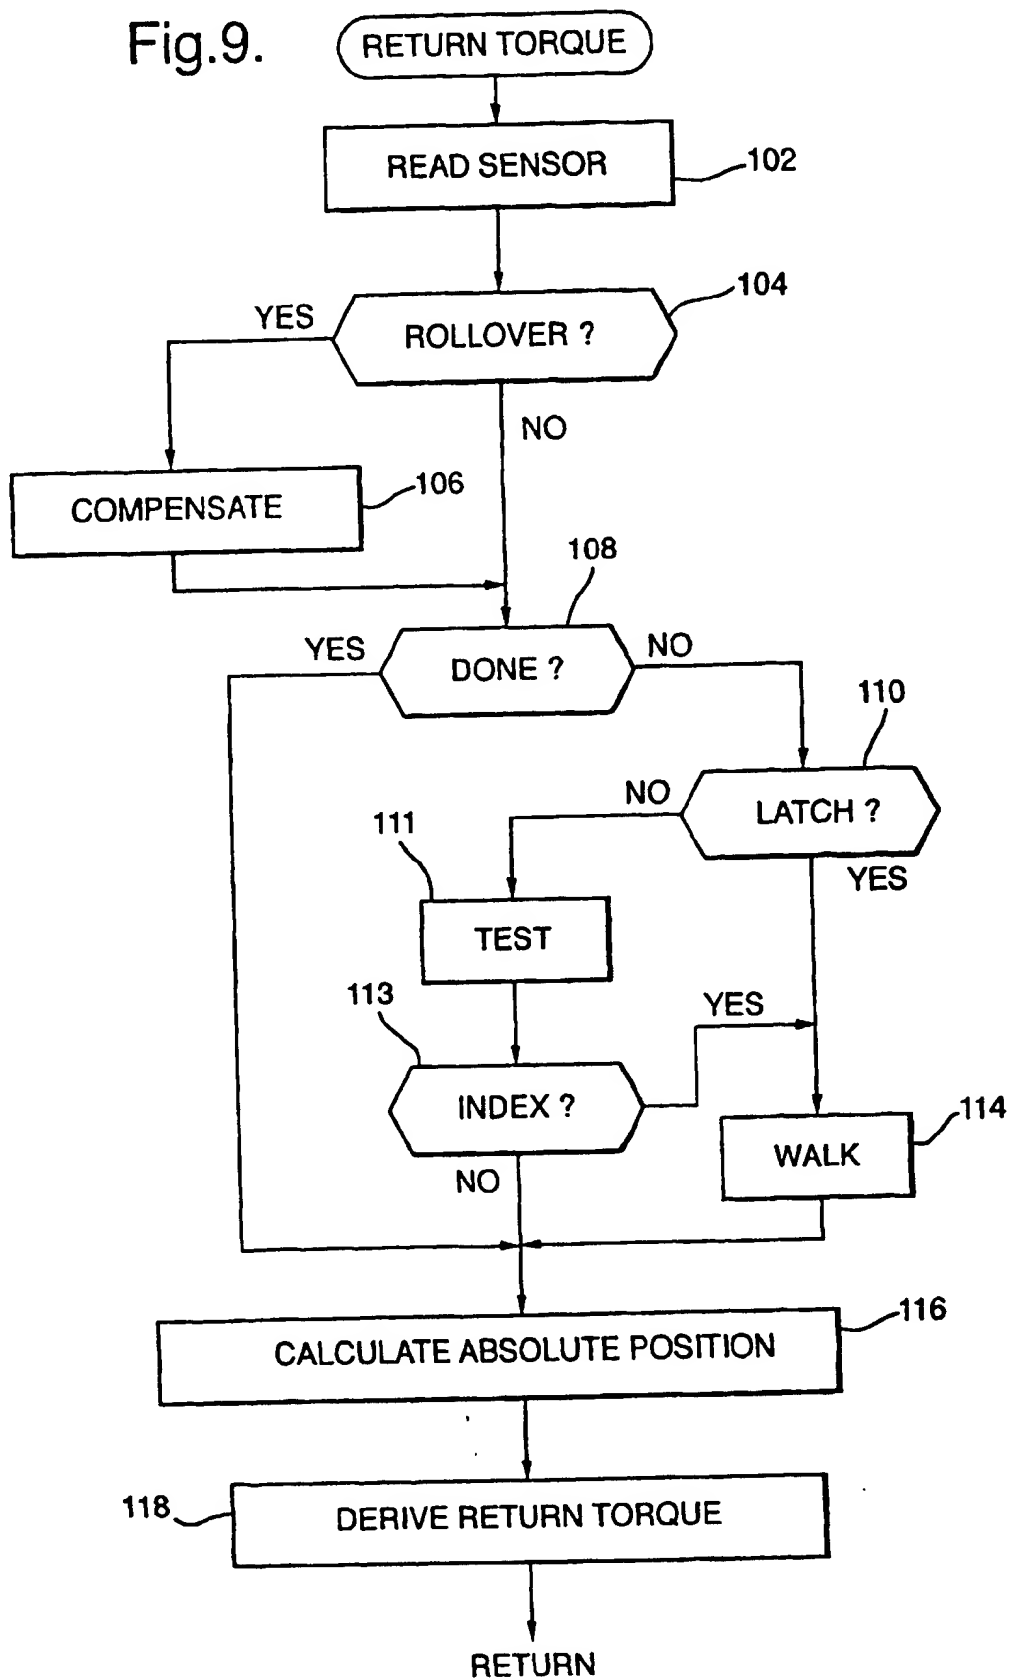 Fig.9.
RETURN TORQUE
READ SENSOR
102
104
YES
ROLLOVER ?
NO
106
COMPENSATE
108
YES
NO
DONE ?
110
NO
LATCH ?
111
YES
TEST
113
YES
INDEX ?
114
WALK
NO
116
CALCULATE ABSOLUTE POSITION
118
DERIVE RETURN TORQUE
RETURN